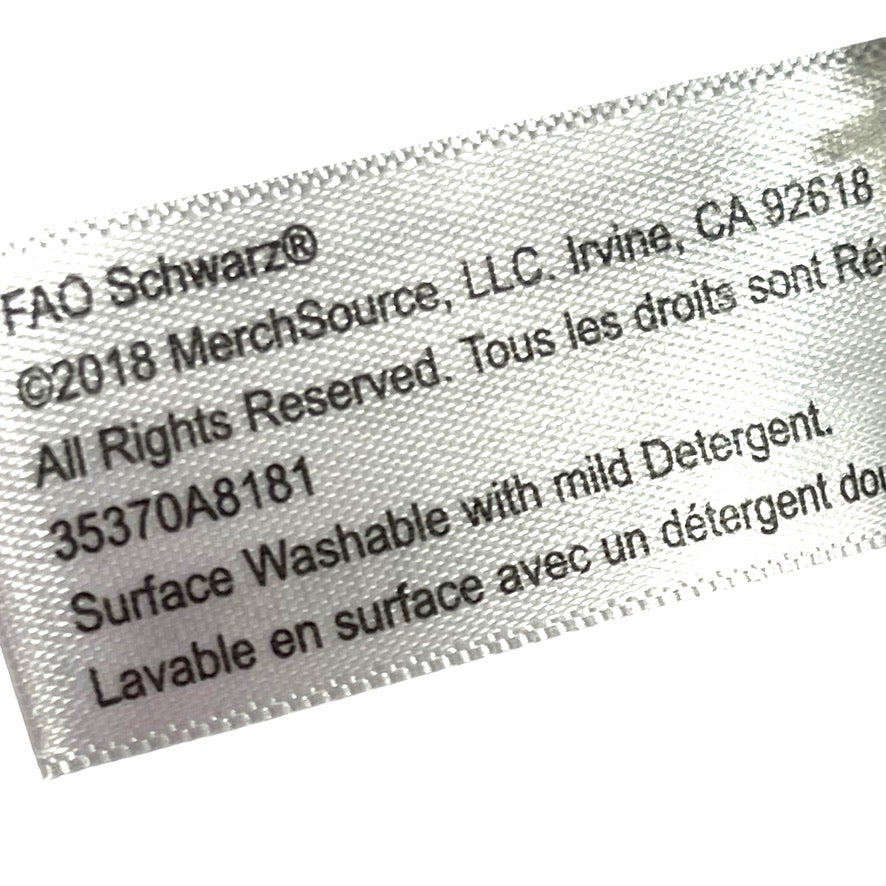 FAO Schwarz®
©2018 MerchSource, LLC. Irvine, CA 92618
All Rights Reserved. Tous les droits sont
35370A8181
Surface Washable with mild Detergent.
Lavable en surface avec un détergent